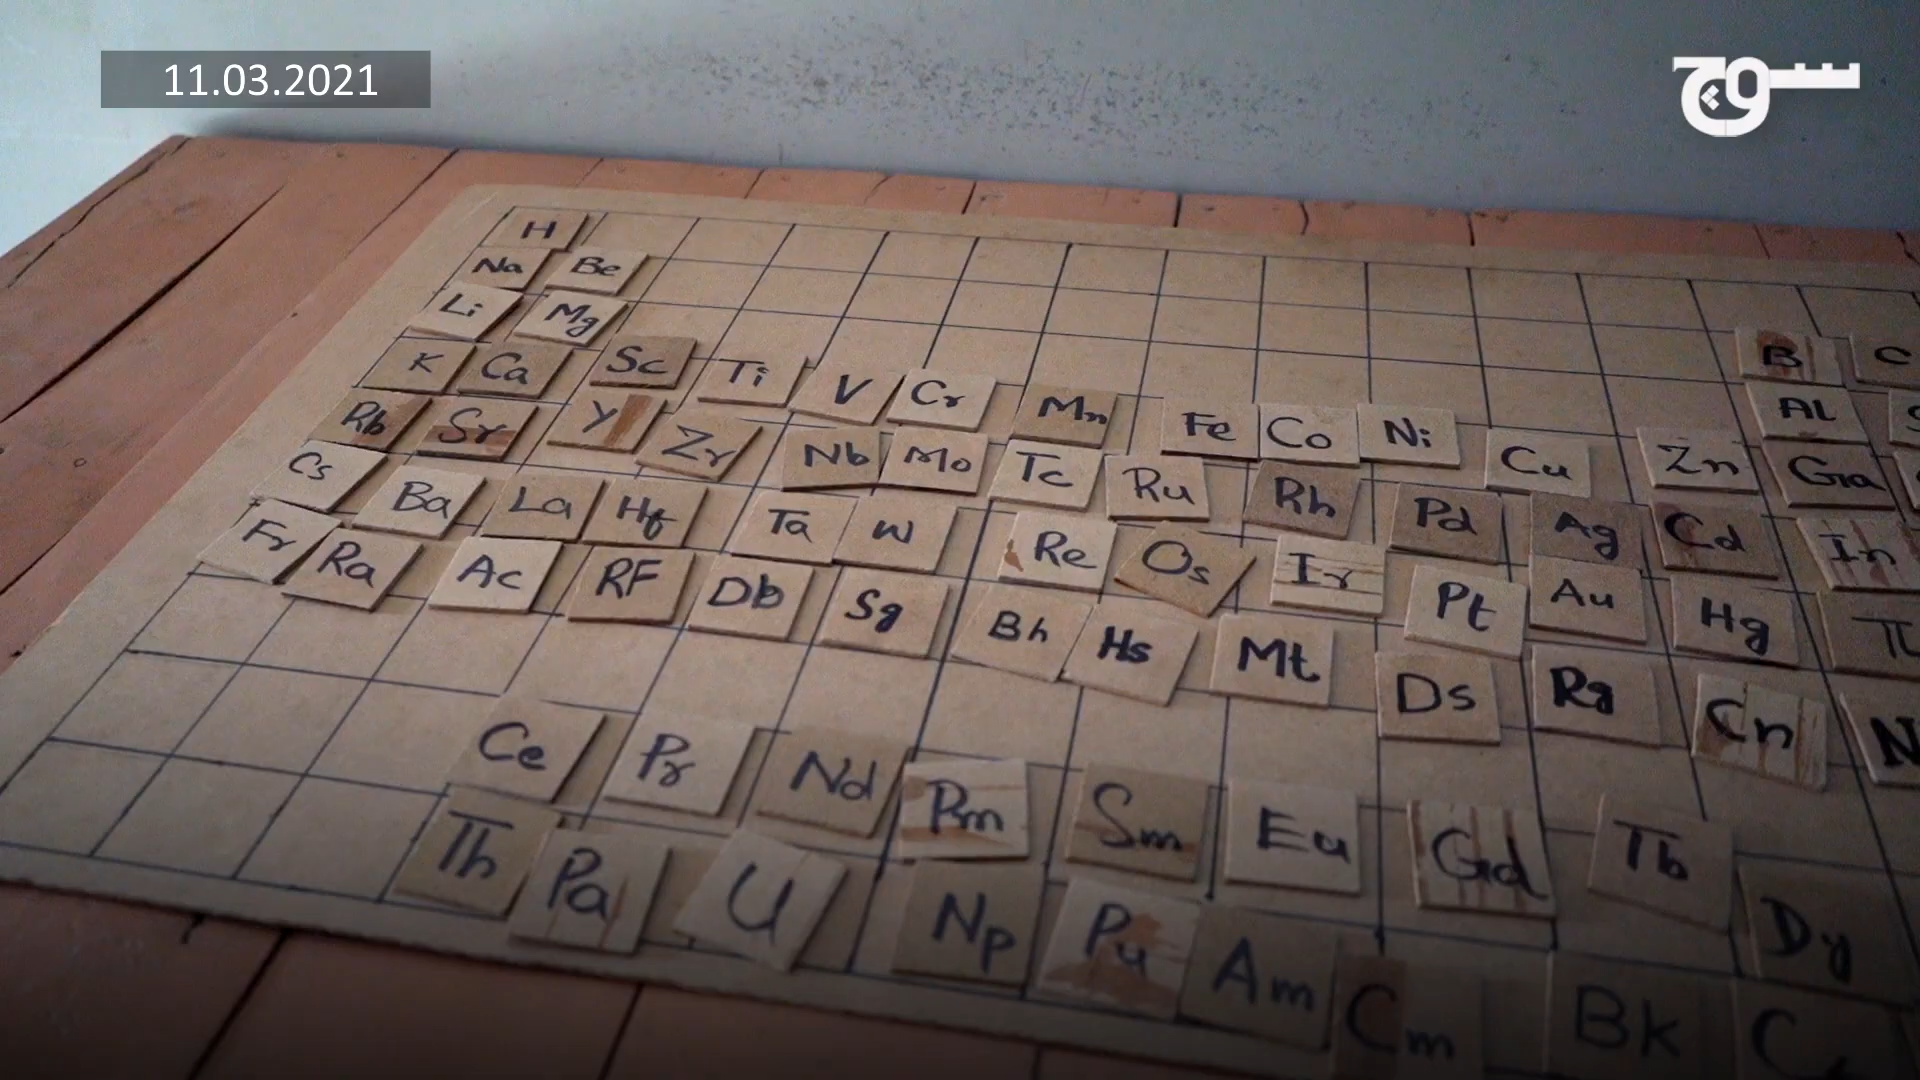 11.03.2021
سوچ
H
Na Be
Li Mg B C
K Ca Sc Ti V Cr Mn Fe Co Ni Cu Zn Al
Rb Sr Y Zr Nb Mo Tc Ru Rh Pd Ag Cd Ga
Cs Ba La Hf Ta W Re Os Ir Pt Au Hg In
Fr Ra Ac RF Db Sg Bh Hs Mt Ds Rg Cn
Ce Pr Nd Pm Sm Eu Gd Tb Dy
Th Pa U Np Pu Am Cm Bk